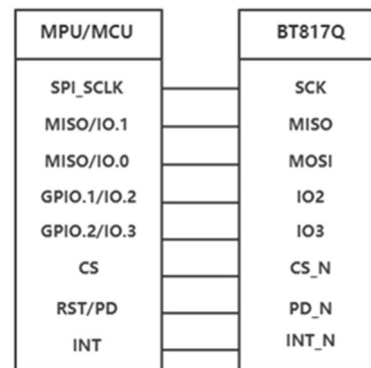 MPU/MCU BT817Q
SPI_SCLK SCK
MISO/IO.1 MISO
MISO/IO.0 MOSI
GPIO.1/IO.2 IO2
GPIO.2/IO.3 IO3
CS CS_N
RST/PD PD_N
INT INT_N